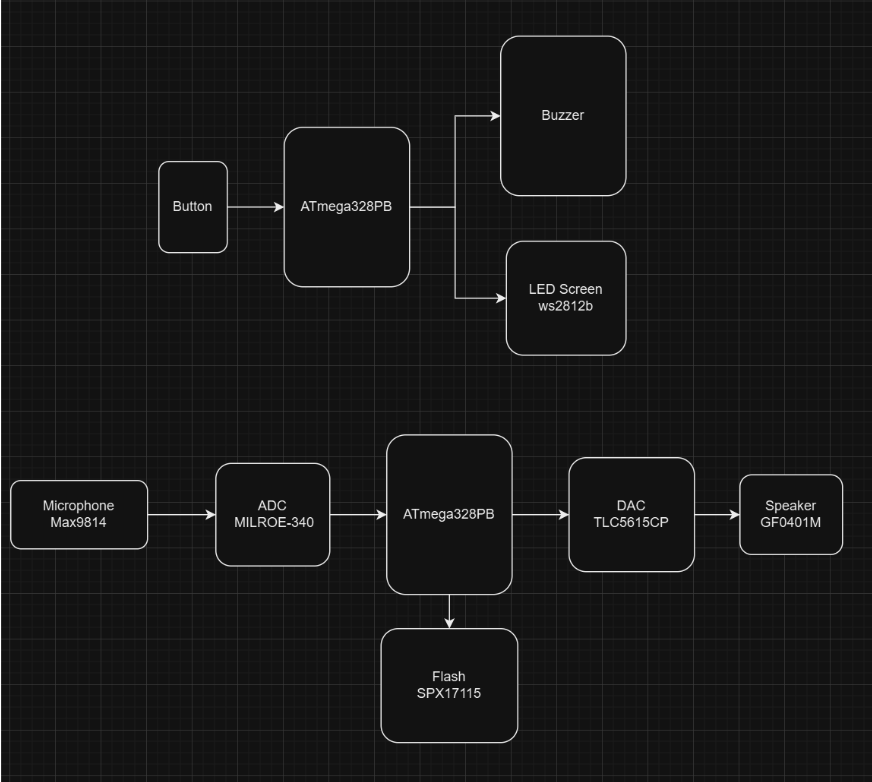 Buzzer
Button
ATmega328PB
LED Screen
ws2812b
Microphone
Max9814
ADC
MILROE-340
ATmega328PB
DAC
TLC5615CP
Speaker
GF0401M
Flash
SPX17115